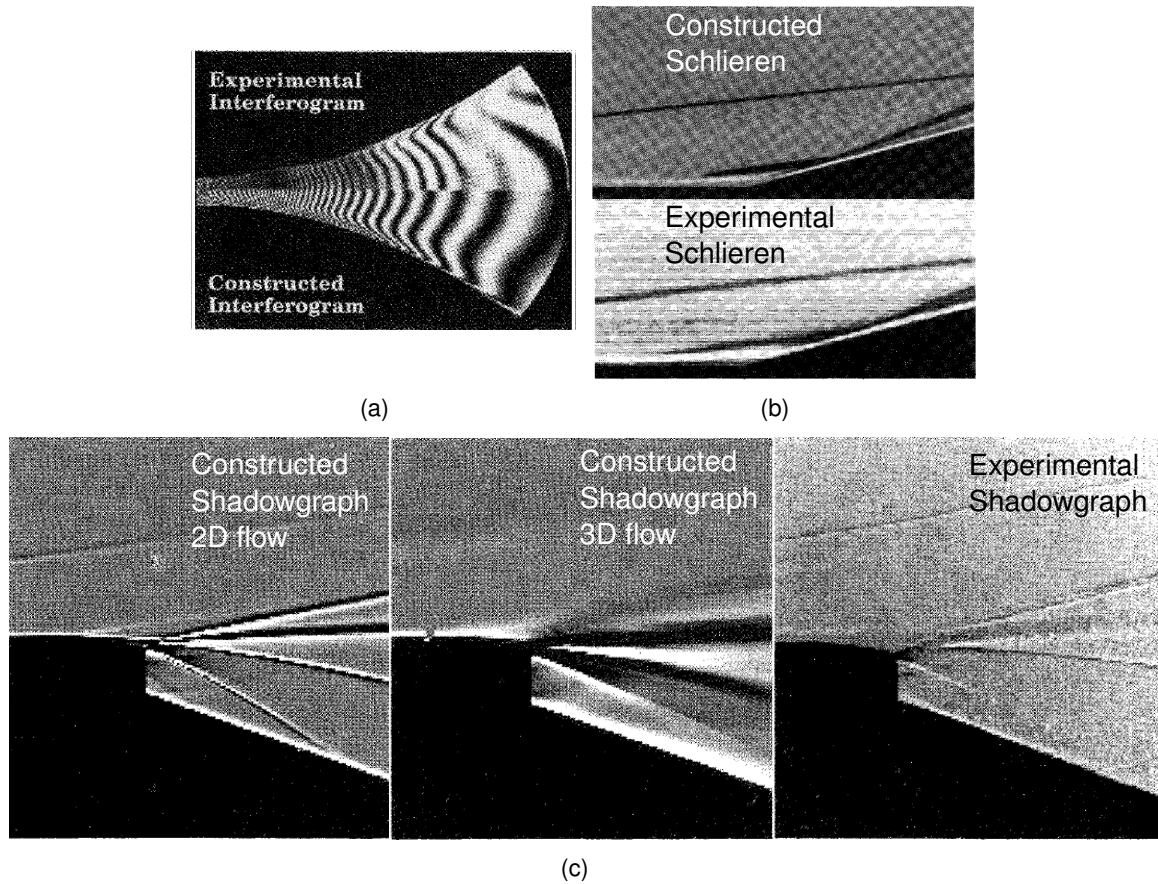 Experimental
Interferogram
Constructed
Interferogram
(a)
Constructed
Schlieren
Experimental
Schlieren
(b)
Constructed
Shadowgraph
2D flow
Constructed
Shadowgraph
3D flow
Experimental
Shadowgraph
(c)